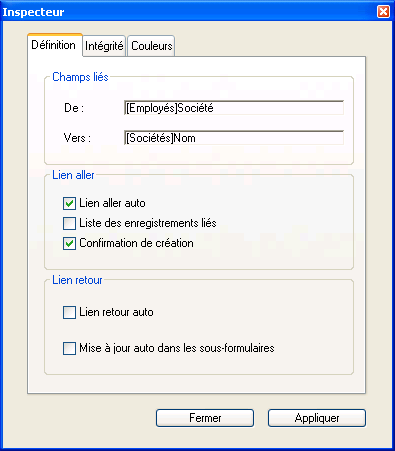 Inspecteur
Définition Intégrité Couleurs
Champs liés
De : [Employés]Société
Vers : [Sociétés]Nom
Lien aller
Lien aller auto
Liste des enregistrements liés
Confirmation de création
Lien retour
Lien retour auto
Mise à jour auto dans les sous-formulaires
Fermer Appliquer